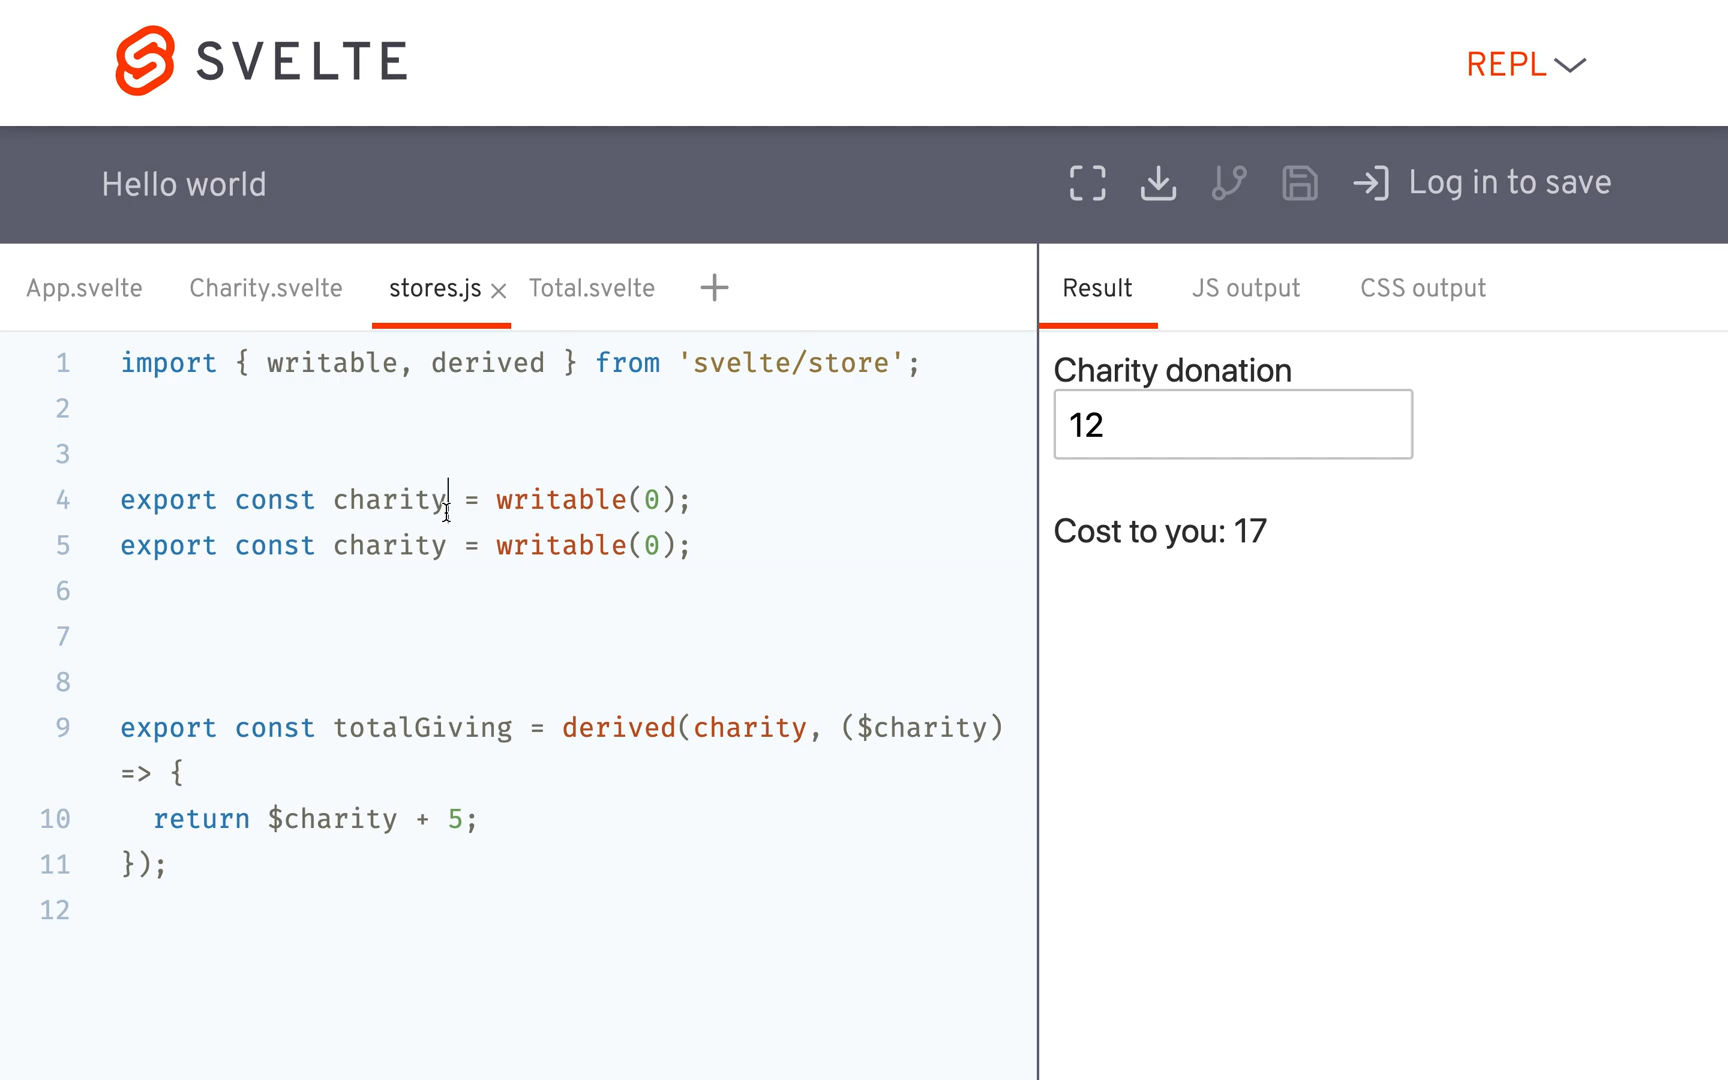 SVELTE
REPL
Hello world
Log in to save
App.svelte Charity.svelte stores.js × Total.svelte +
Result JS output CSS output
1 import { writable, derived } from 'svelte/store';
2
3
4 export const charity = writable(0);
5 export const charity = writable(0);
6
7
8
9 export const totalGiving = derived(charity, ($charity)
=> {
10 return $charity + 5;
11 });
12
Charity donation
12
Cost to you: 17